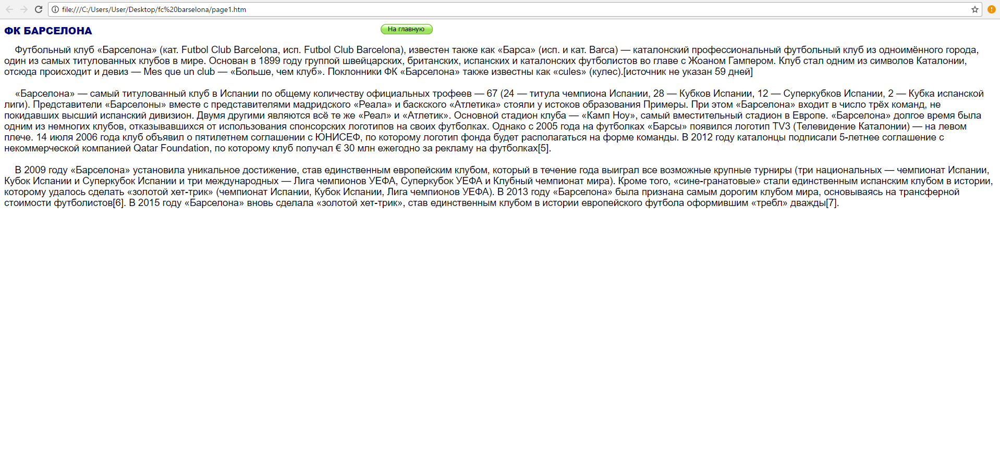 file:///C:/Users/User/Desktop/fc%20barselona/page1.htm
ФК БАРСЕЛОНА
На главную
Футбольный клуб «Барселона» (кат. Futbol Club Barcelona, исп. Futbol Club Barcelona), известен также как «Барса» (исп. и кат. Barca) — каталонский профессиональный футбольный клуб из одноимённого города,
один из самых титулованных клубов в мире. Основан в 1899 году группой швейцарских, британских, испанских и каталонских футболистов во главе с Жоаном Гампером. Клуб стал одним из символов Каталонии,
отсюда происходит и девиз — Mes que un club — «Больше, чем клуб». Поклонники ФК «Барселона» также известны как «cules» (кулес).[источник не указан 59 дней]
«Барселона» — самый титулованный клуб в Испании по общему количеству официальных трофеев — 67 (24 — титула чемпиона Испании, 28 — Кубков Испании, 12 — Суперкубков Испании, 2 — Кубка испанской
лиги). Представители «Барселоны» вместе с представителями мадридского «Реала» и баскского «Атлетика» стояли у истоков образования Примеры. При этом «Барселона» входит в число трёх команд, не
покидавших высший испанский дивизион. Двумя другими являются всё те же «Реал» и «Атлетик». Основной стадион клуба — «Камп Ноу», самый вместительный стадион в Европе. «Барселона» долгое время была
одним из немногих клубов, отказывавшихся от использования спонсорских логотипов на своих футболках. Однако с 2005 года на футболках «Барсы» появился логотип TV3 (Телевидение Каталонии) — на левом
плече. 14 июля 2006 года клуб объявил о пятилетнем соглашении с ЮНИСЕФ, по которому логотип фонда будет располагаться на форме команды. В 2012 году каталонцы подписали 5-летнее соглашение с
некоммерческой компанией Qatar Foundation, по которому клуб получал € 30 млн ежегодно за рекламу на футболках[5].
В 2009 году «Барселона» установила уникальное достижение, став единственным европейским клубом, который в течение года выиграл все возможные крупные турниры (три национальных — чемпионат Испании,
Кубок Испании и Суперкубок Испании и три международных — Лига чемпионов УЕФА, Суперкубок УЕФА и Клубный чемпионат мира). Кроме того, «сине-гранатовые» стали единственным испанским клубом в истории,
которому удалось сделать «золотой хет-трик» (чемпионат Испании, Кубок Испании, Лига чемпионов УЕФА). В 2013 году «Барселона» была признана самым дорогим клубом мира, основываясь на трансферной
стоимости футболистов[6]. В 2015 году «Барселона» вновь сделала «золотой хет-трик», став единственным клубом в истории европейского футбола оформившим «требл» дважды[7].